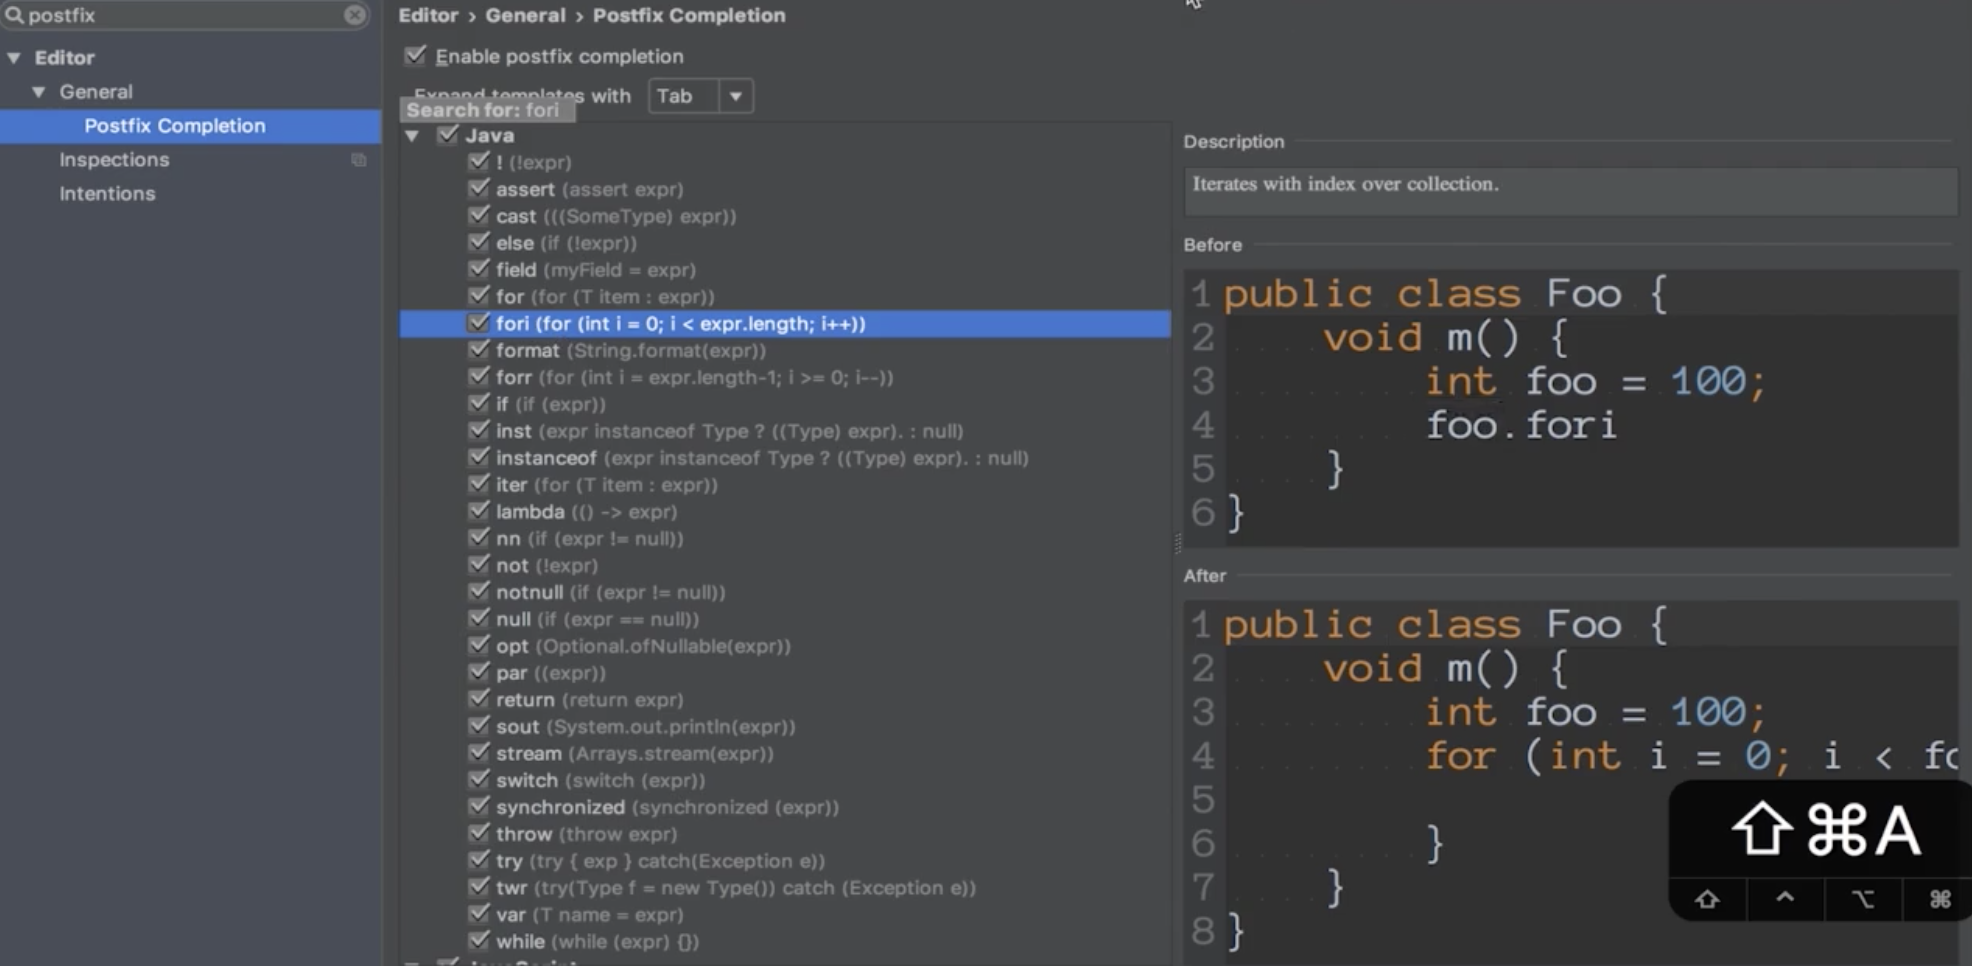 postfix
Editor
General
Postfix Completion
Inspections
Intentions
Editor › General › Postfix Completion
Enable postfix completion
Expand templates with Tab
Search for: fori
Java
! (!expr)
assert (assert expr)
cast (((SomeType) expr))
else (if (!expr))
field (myField = expr)
for (for (T item : expr))
fori (for (int i = 0; i < expr.length; i++))
format (String.format(expr))
forr (for (int i = expr.length-1; i >= 0; i--))
if (if (expr))
inst (expr instanceof Type ? ((Type) expr). : null)
instanceof (expr instanceof Type ? ((Type) expr). : null)
iter (for (T item : expr))
lambda (() -> expr)
nn (if (expr != null))
not (!expr)
notnull (if (expr != null))
null (if (expr == null))
opt (Optional.ofNullable(expr))
par ((expr))
return (return expr)
sout (System.out.println(expr))
stream (Arrays.stream(expr))
switch (switch (expr))
synchronized (synchronized (expr))
throw (throw expr)
try (try { exp } catch(Exception e))
twr (try(Type f = new Type()) catch (Exception e))
var (T name = expr)
while (while (expr) {})
JavaScript
Description
Iterates with index over collection.
Before
1 public class Foo {
2 void m() {
3 int foo = 100;
4 foo.fori
5 }
6 }
After
1 public class Foo {
2 void m() {
3 int foo = 100;
4 for (int i = 0; i < fo
5
6 }
7 }
8 }
⇧⌘A
⇧ ^ ⌥ ⌘